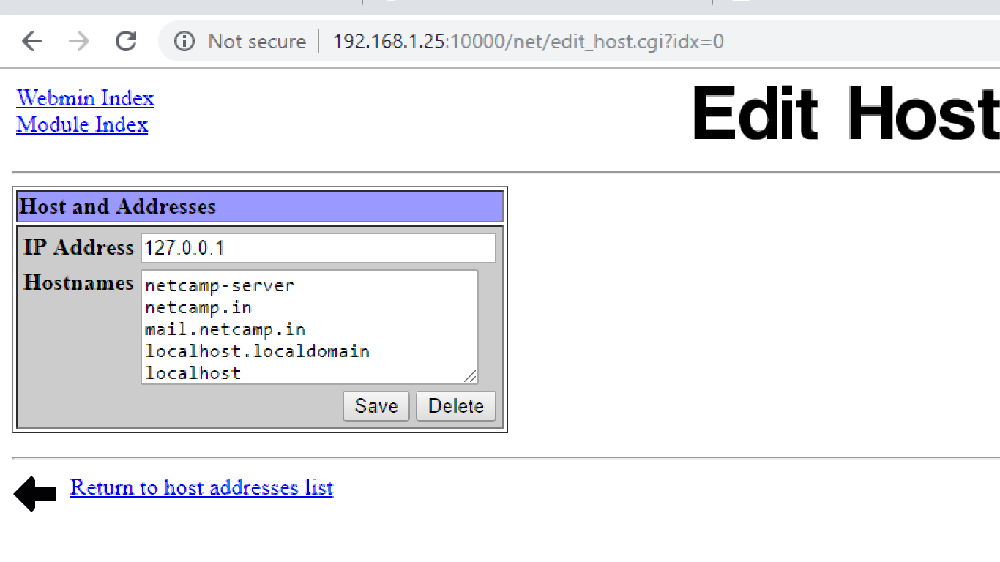 Not secure 192.168.1.25:10000/net/edit_host.cgi?idx=0
Webmin Index
Module Index
Edit Host
Host and Addresses
IP Address 127.0.0.1
Hostnames netcamp-server
netcamp.in
mail.netcamp.in
localhost.localdomain
localhost
Save Delete
Return to host addresses list